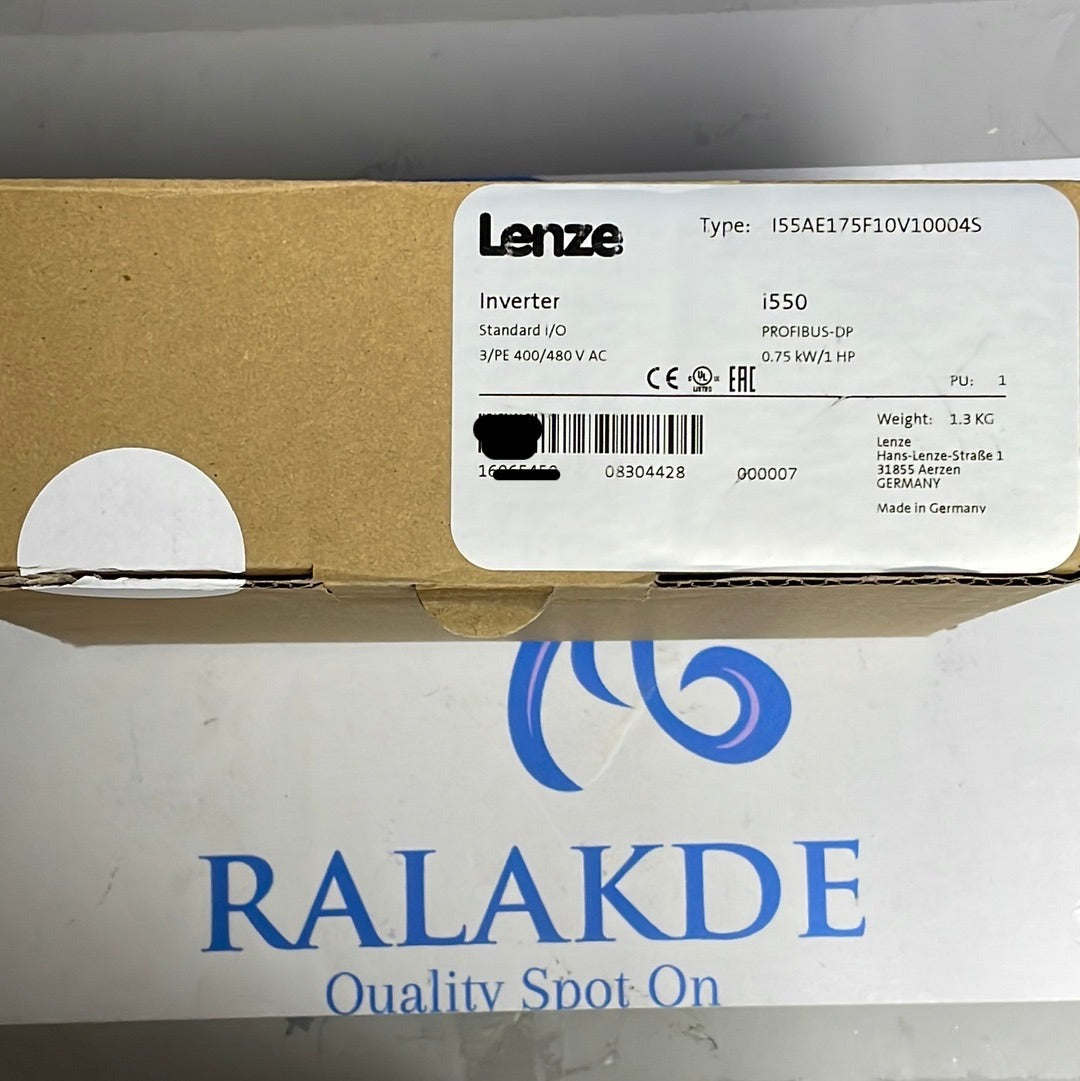 Lenze
Type: I55AE175F10V10004S
Inverter i550
Standard I/O PROFIBUS-DP
3/PE 400/480 V AC 0.75 kW/1 HP
CE UL LISTED EAC
PU: 1
Weight: 1.3 KG
Lenze
Hans-Lenze-Straße 1
31855 Aerzen
GERMANY
Made in Germany
08304428 000007
RALAKDE
Quality Spot On